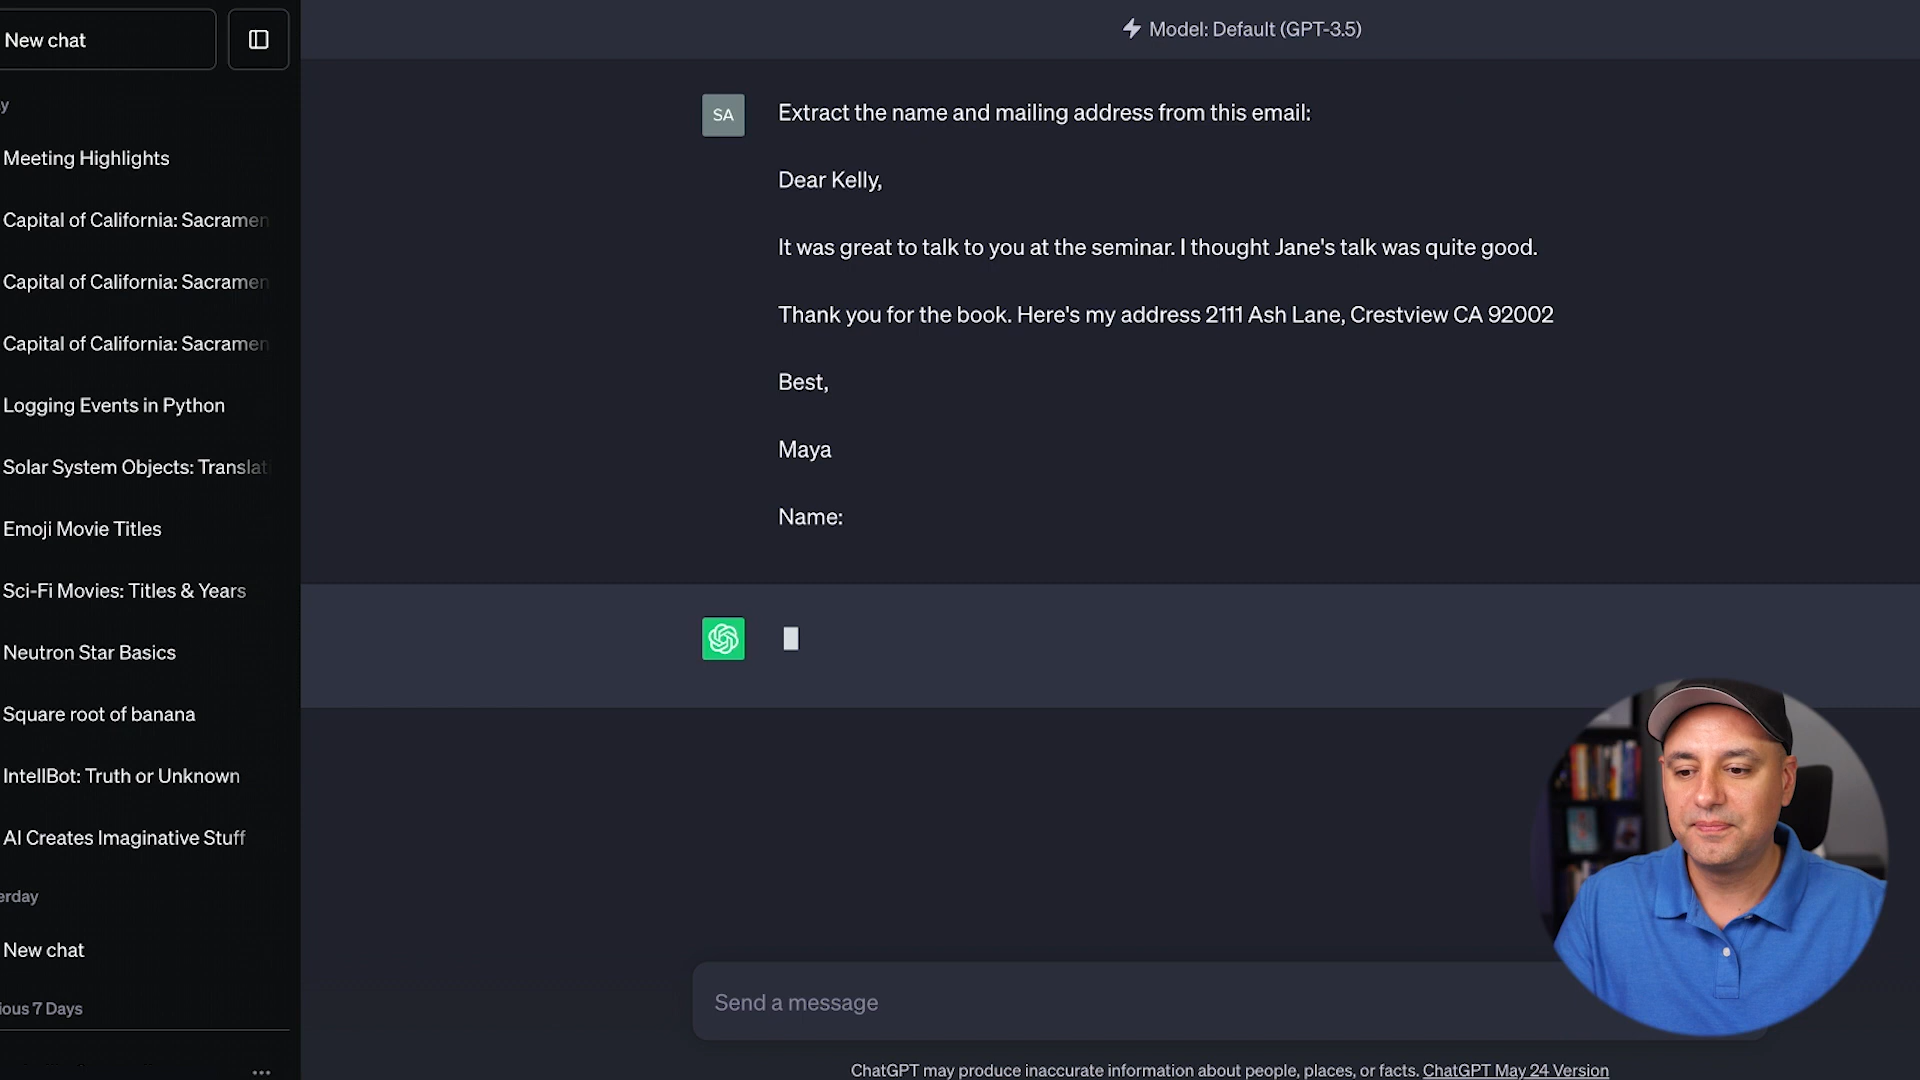 New chat
y
Meeting Highlights
Capital of California: Sacramen
Capital of California: Sacramen
Capital of California: Sacramen
Logging Events in Python
Solar System Objects: Translat
Emoji Movie Titles
Sci-Fi Movies: Titles & Years
Neutron Star Basics
Square root of banana
IntellBot: Truth or Unknown
AI Creates Imaginative Stuff
erday
New chat
ious 7 Days
Model: Default (GPT-3.5)
SA
Extract the name and mailing address from this email:
Dear Kelly,
It was great to talk to you at the seminar. I thought Jane's talk was quite good.
Thank you for the book. Here's my address 2111 Ash Lane, Crestview CA 92002
Best,
Maya
Name:
Send a message
ChatGPT may produce inaccurate information about people, places, or facts. ChatGPT May 24 Version